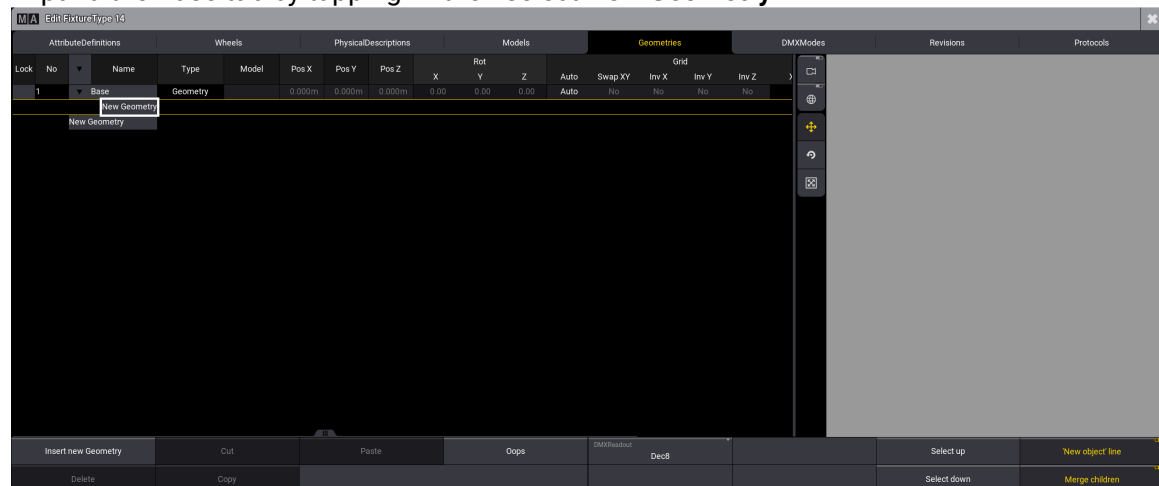 MA Edit FixtureType 14
AttributeDefinitions Wheels PhysicalDescriptions Models Geometries DMXModes Revisions Protocols
Lock No Name Type Model Pos X Pos Y Pos Z Rot Grid
X Y Z Auto Swap XY Inv X Inv Y Inv Z
1 Base Geometry 0.000m 0.000m 0.000m 0.00 0.00 0.00 Auto No No No No
New Geometry
New Geometry
Insert new Geometry Cut Paste Oops DMXReadout Dec8 Select up 'New object' line
Delete Copy Select down Merge children